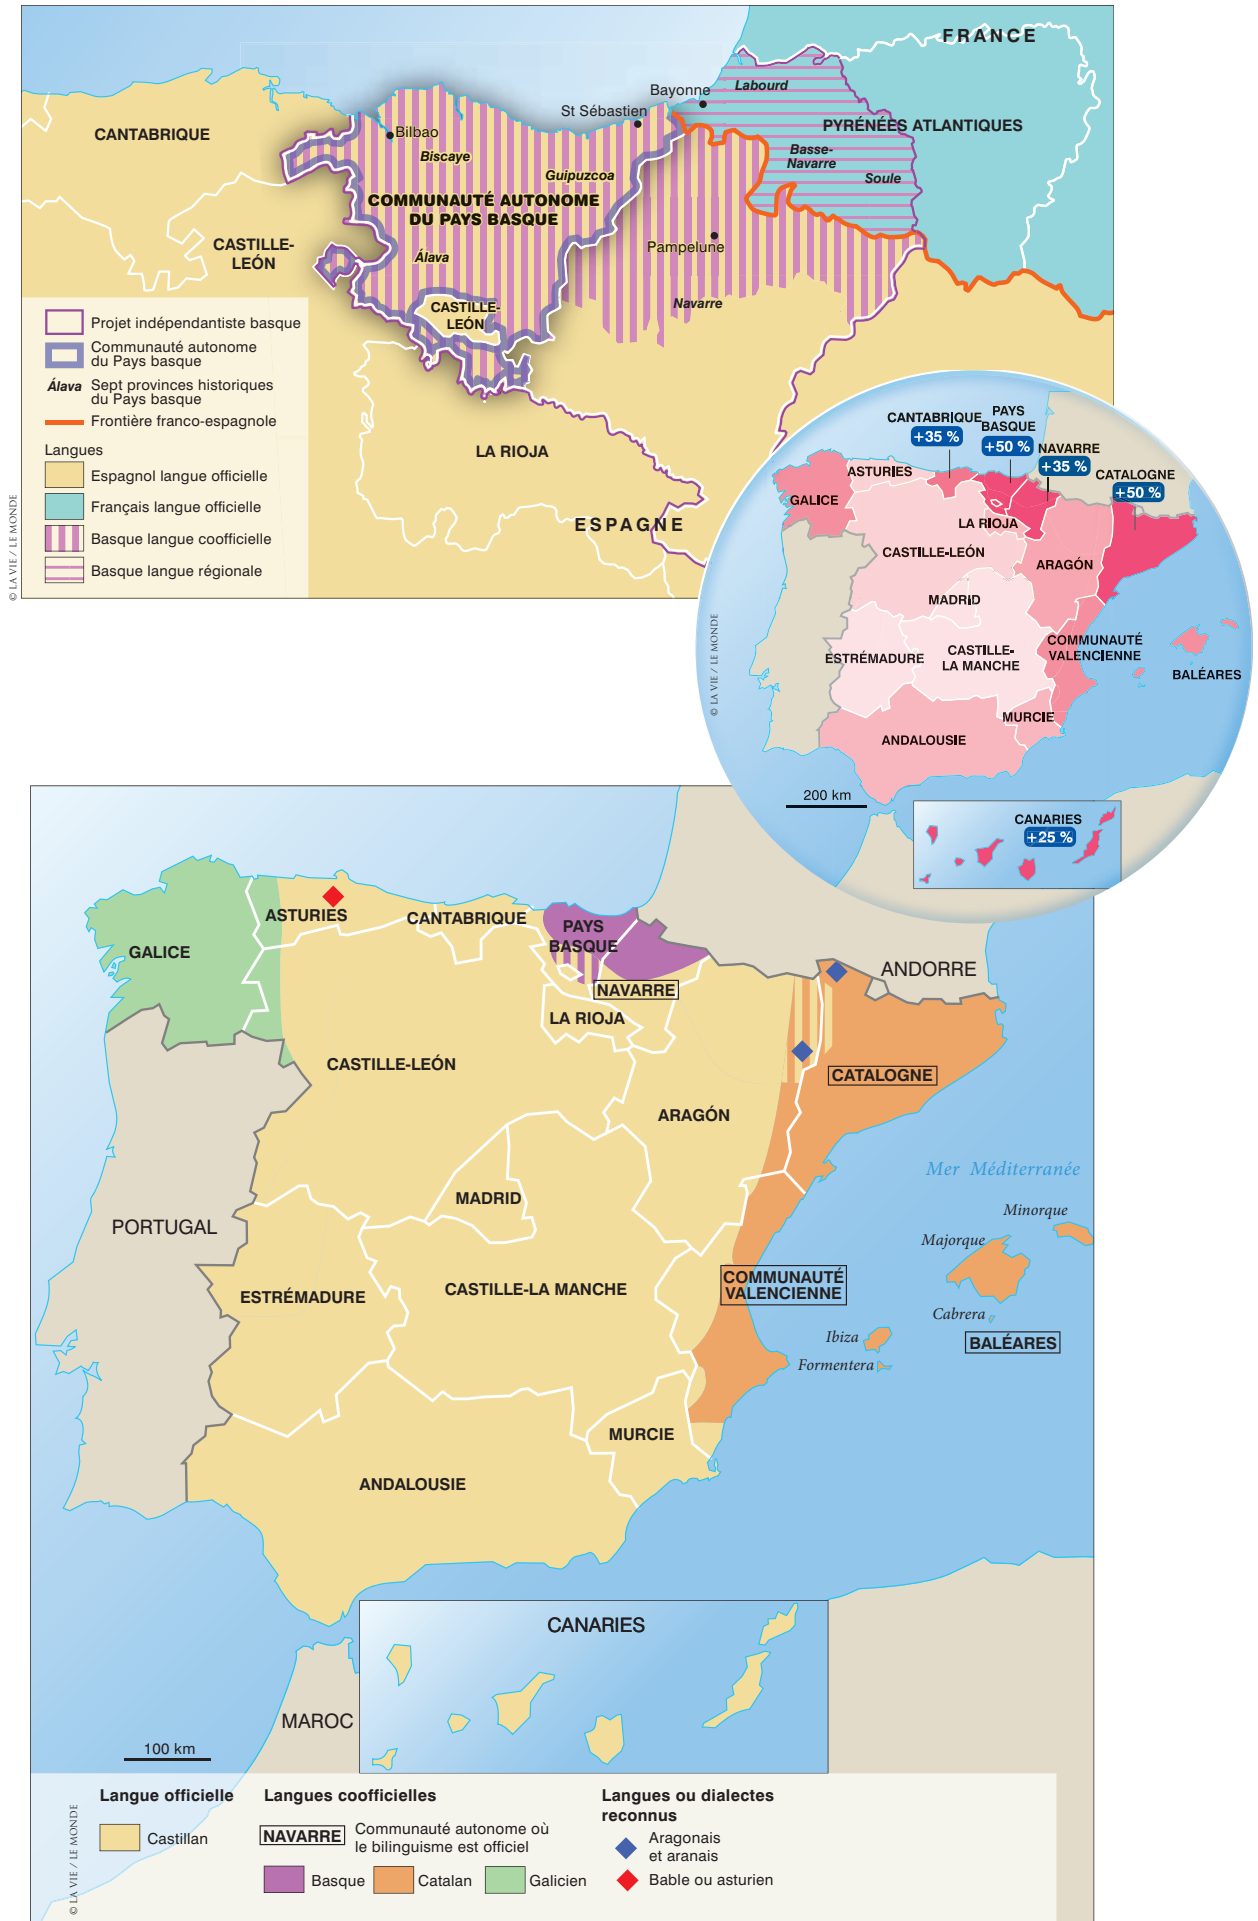 FRANCE
Bayonne
Labourd
St Sébastien
PYRÉNÉES ATLANTIQUES
CANTABRIQUE
Bilbao
Biscaye
Basse-
Navarre
Guipuzcoa
Soule
COMMUNAUTÉ AUTONOME
DU PAYS BASQUE
CASTILLE-
LEÓN
Álava
Pampelune
Navarre
CASTILLE-
LEÓN
LA RIOJA
ESPAGNE
Projet indépendantiste basque
Communauté autonome
du Pays basque
Álava Sept provinces historiques
du Pays basque
Frontière franco-espagnole
Langues
Espagnol langue officielle
Français langue officielle
Basque langue coofficielle
Basque langue régionale
© LA VIE / LE MONDE
CANTABRIQUE
+35 %
PAYS
BASQUE
+50 %
NAVARRE
+35 %
CATALOGNE
+50 %
ASTURIES
GALICE
LA RIOJA
CASTILLE-LEÓN
ARAGÓN
MADRID
COMMUNAUTÉ
VALENCIENNE
ESTRÉMADURE
CASTILLE-
LA MANCHE
BALÉARES
MURCIE
ANDALOUSIE
200 km
CANARIES
+25 %
© LA VIE / LE MONDE
ASTURIES
CANTABRIQUE
PAYS
BASQUE
GALICE
ANDORRE
NAVARRE
LA RIOJA
CASTILLE-LEÓN
CATALOGNE
ARAGÓN
Mer Méditerranée
MADRID
Minorque
PORTUGAL
Majorque
COMMUNAUTÉ
VALENCIENNE
CASTILLE-LA MANCHE
ESTRÉMADURE
Cabrera
Ibiza
BALÉARES
Formentera
MURCIE
ANDALOUSIE
CANARIES
MAROC
100 km
Langue officielle
Castillan
Langues coofficielles
NAVARRE Communauté autonome où
le bilinguisme est officiel
Basque Catalan Galicien
Langues ou dialectes
reconnus
Aragonais
et aranais
Bable ou asturien
© LA VIE / LE MONDE